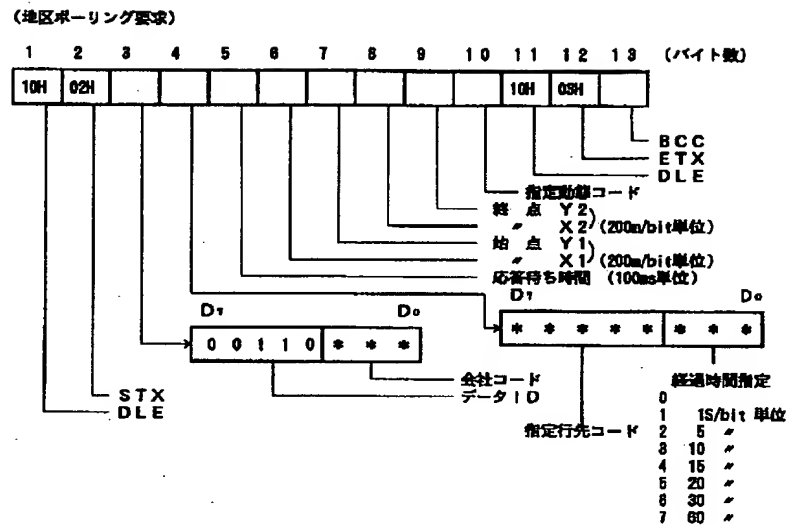 (地区ポーリング要求)
1 2 3 4 5 6 7 8 9 10 11 12 13 (バイト数)
10H 02H 10H 03H
BCC
ETX
DLE
指定動態コード
終 点 Y2
〃 X2 (200m/bit単位)
始 点 Y1
〃 X1 (200m/bit単位)
応答待ち時間 (100ms単位)
D7 D0
D7 D0
0 0 1 1 0 * * *
* * * * * * * *
会社コード
データID
STX
DLE
指定行先コード
経過時間指定
0
1 1S/bit 単位
2 5 〃
3 10 〃
4 15 〃
5 20 〃
6 30 〃
7 60 〃